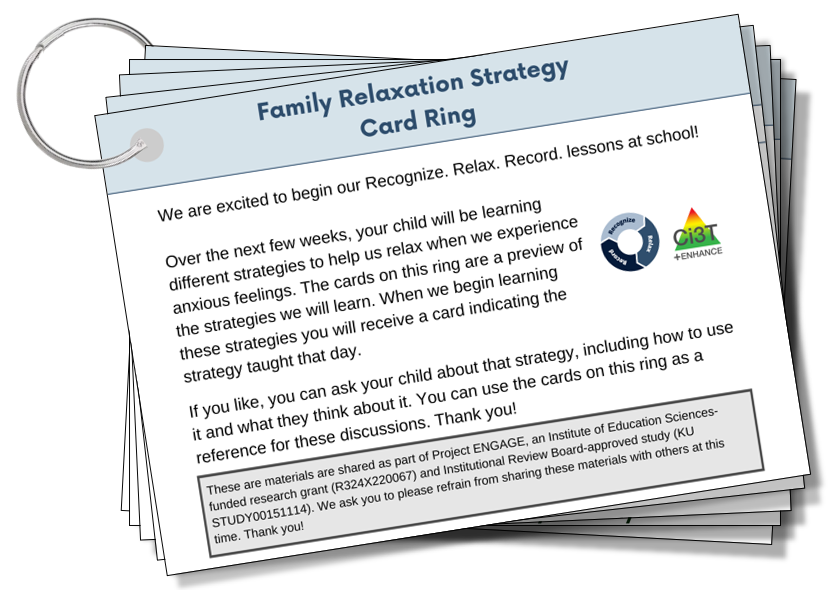 Family Relaxation Strategy
Card Ring
We are excited to begin our Recognize. Relax. Record. lessons at school!
Over the next few weeks, your child will be learning
different strategies to help us relax when we experience
anxious feelings. The cards on this ring are a preview of
the strategies we will learn. When we begin learning
these strategies you will receive a card indicating the
strategy taught that day.
Recognize
Relax
Record
Ci3T
+ENHANCE
If you like, you can ask your child about that strategy, including how to use
it and what they think about it. You can use the cards on this ring as a
reference for these discussions. Thank you!
These are materials are shared as part of Project ENGAGE, an Institute of Education Sciences-
funded research grant (R324X220067) and Institutional Review Board-approved study (KU
STUDY00151114). We ask you to please refrain from sharing these materials with others at this
time. Thank you!